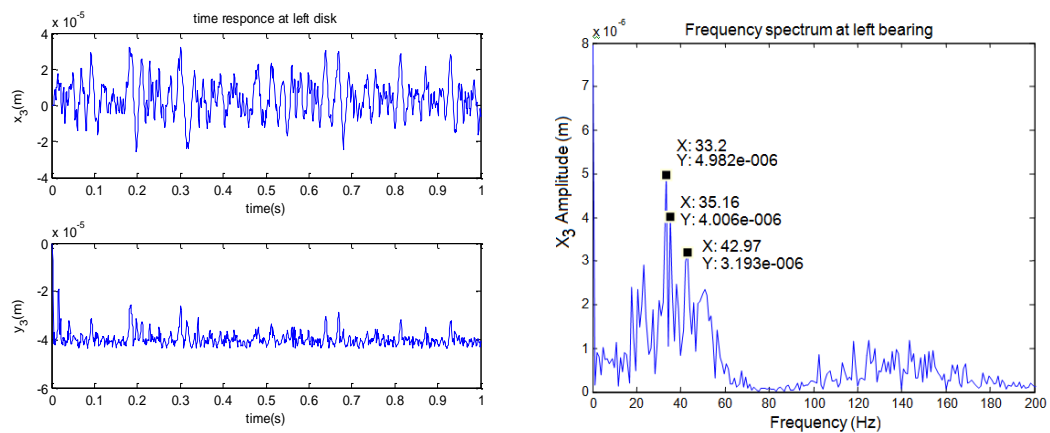 time responce at left disk
x 10^-5
4
2
0
-2
-4
x3(m)
0 0.1 0.2 0.3 0.4 0.5 0.6 0.7 0.8 0.9 1
time(s)
x 10^-5
0
-2
-4
-6
y3(m)
0 0.1 0.2 0.3 0.4 0.5 0.6 0.7 0.8 0.9 1
time(s)
Frequency spectrum at left bearing
x 10^-6
8
7
6
5
4
3
2
1
0
X3 Amplitude (m)
X: 33.2
Y: 4.982e-006
X: 35.16
Y: 4.006e-006
X: 42.97
Y: 3.193e-006
0 20 40 60 80 100 120 140 160 180 200
Frequency (Hz)